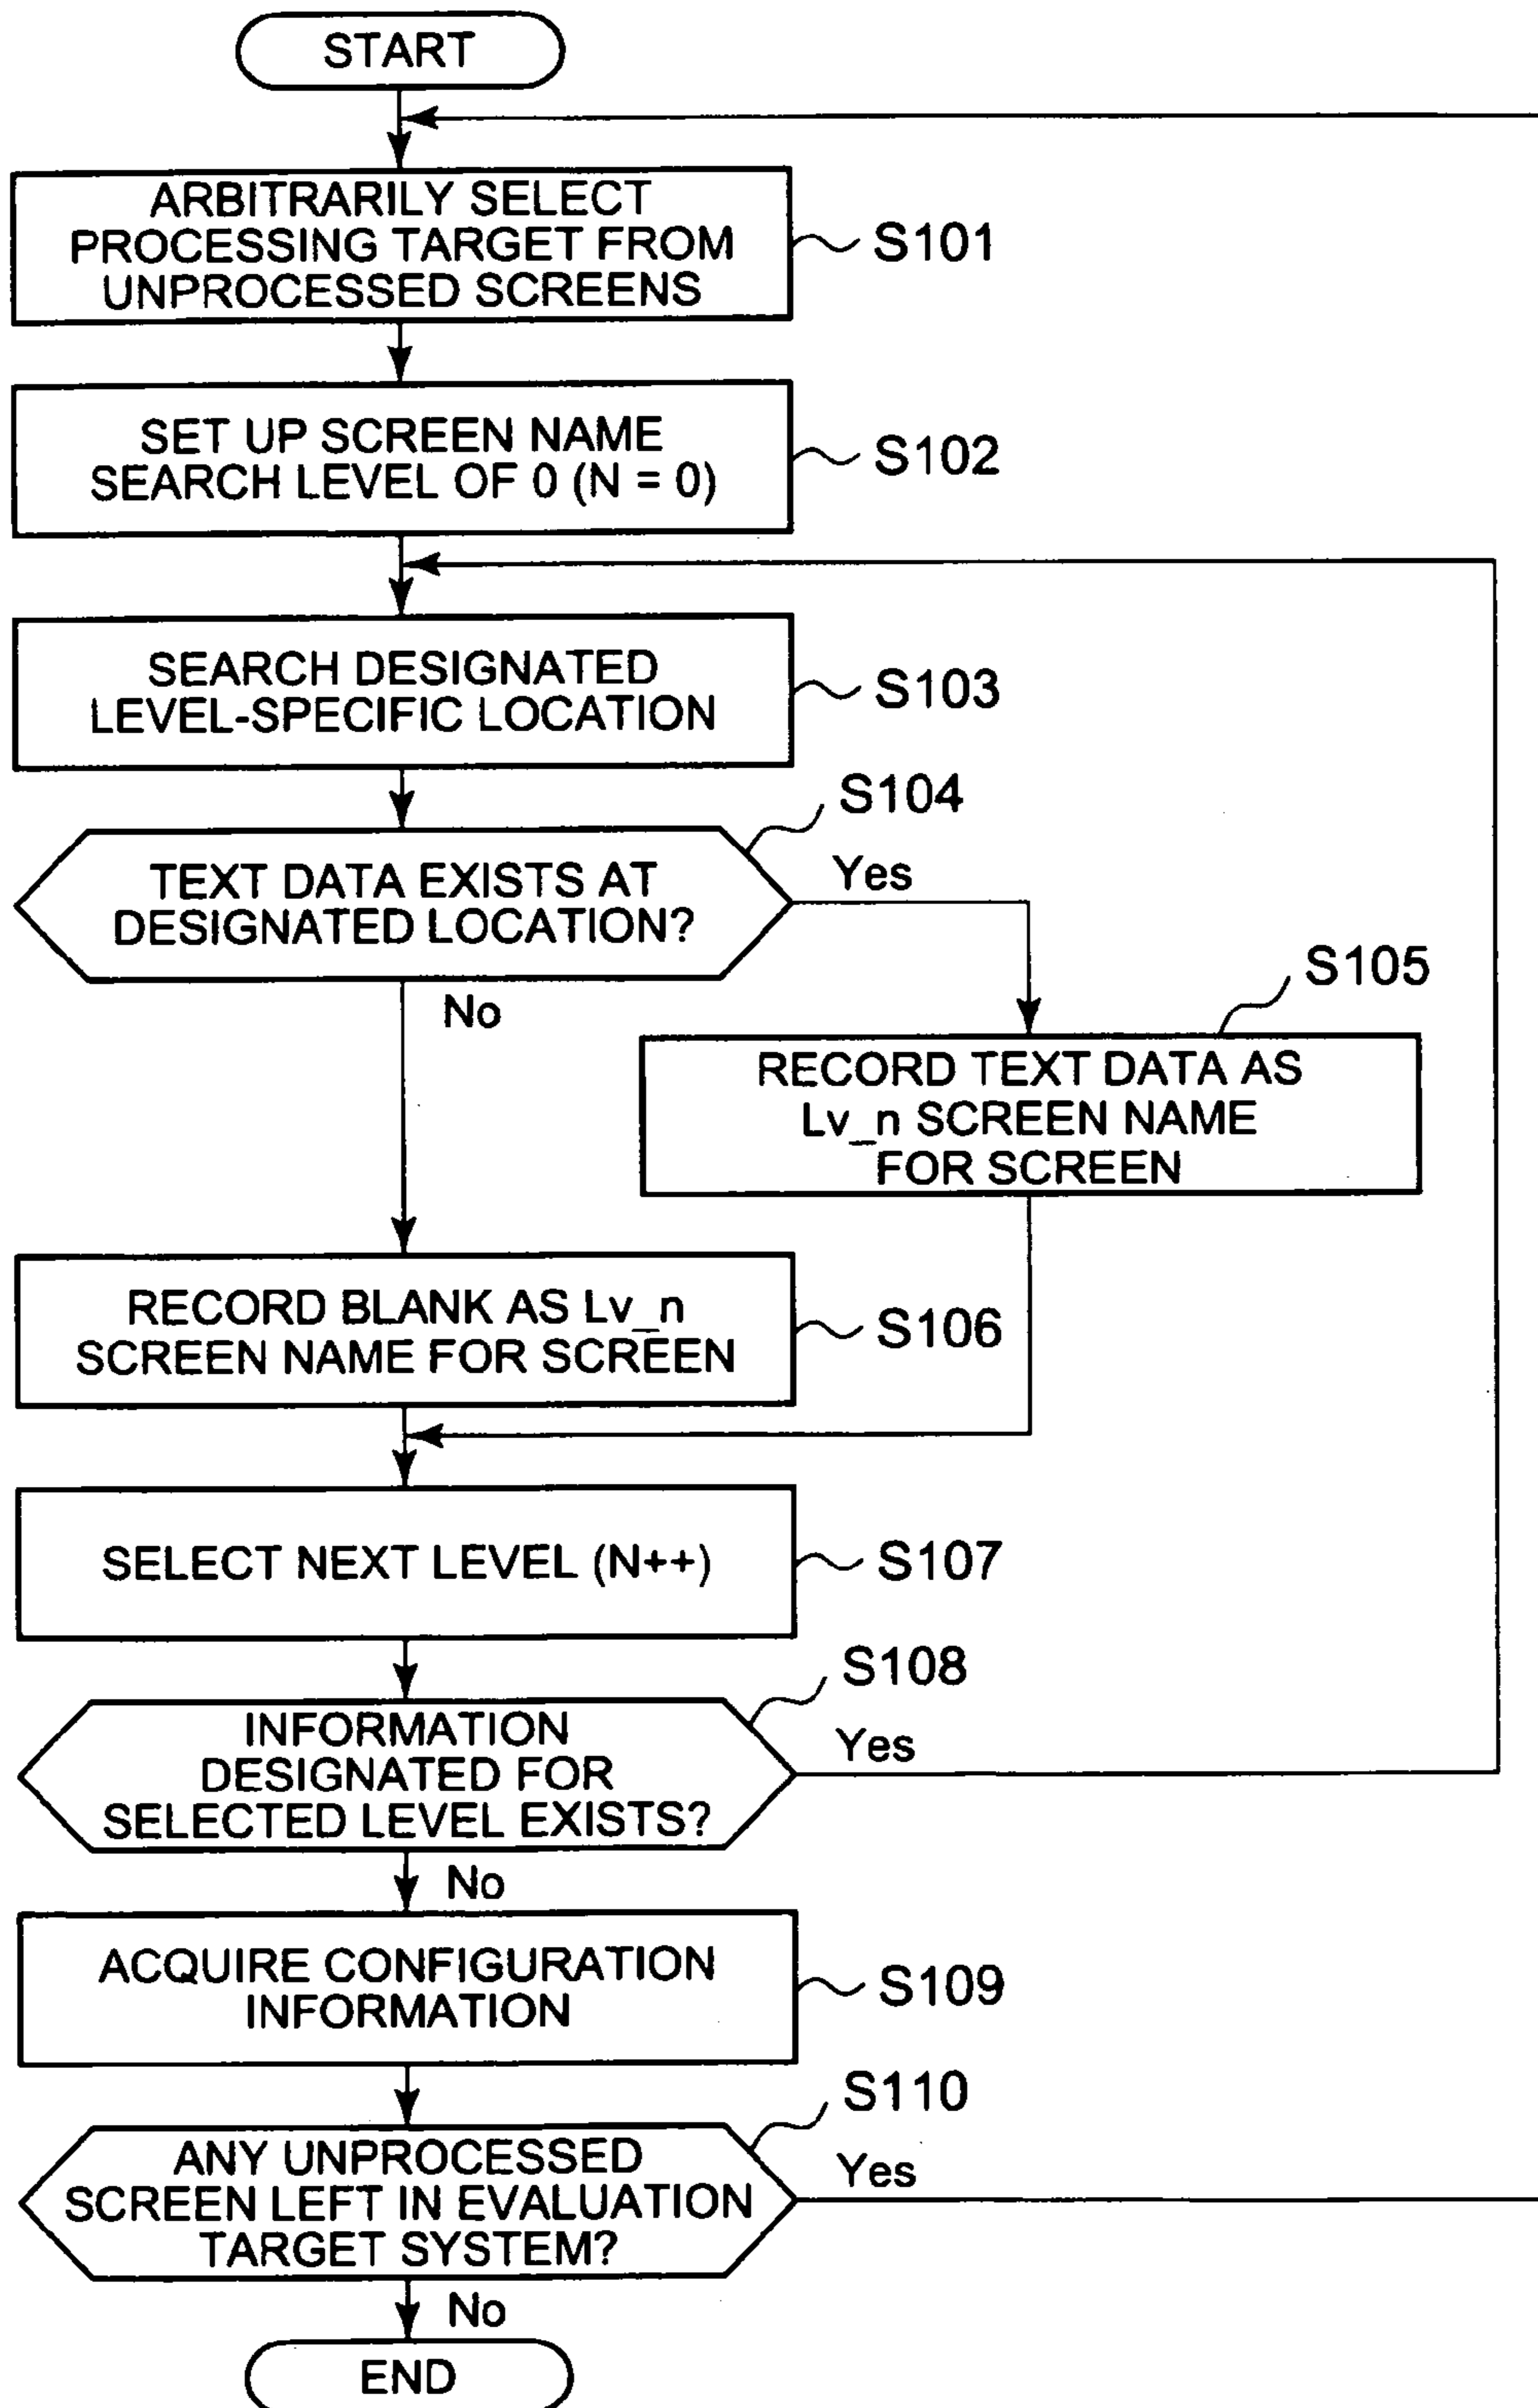 START
ARBITRARILY SELECT
PROCESSING TARGET FROM
UNPROCESSED SCREENS
S101
SET UP SCREEN NAME
SEARCH LEVEL OF 0 (N = 0)
S102
SEARCH DESIGNATED
LEVEL-SPECIFIC LOCATION
S103
S104
TEXT DATA EXISTS AT
DESIGNATED LOCATION?
Yes
No
S105
RECORD TEXT DATA AS
Lv_n SCREEN NAME
FOR SCREEN
RECORD BLANK AS Lv_n
SCREEN NAME FOR SCREEN
S106
SELECT NEXT LEVEL (N++)
S107
S108
INFORMATION
DESIGNATED FOR
SELECTED LEVEL EXISTS?
Yes
No
ACQUIRE CONFIGURATION
INFORMATION
S109
S110
ANY UNPROCESSED
SCREEN LEFT IN EVALUATION
TARGET SYSTEM?
Yes
No
END